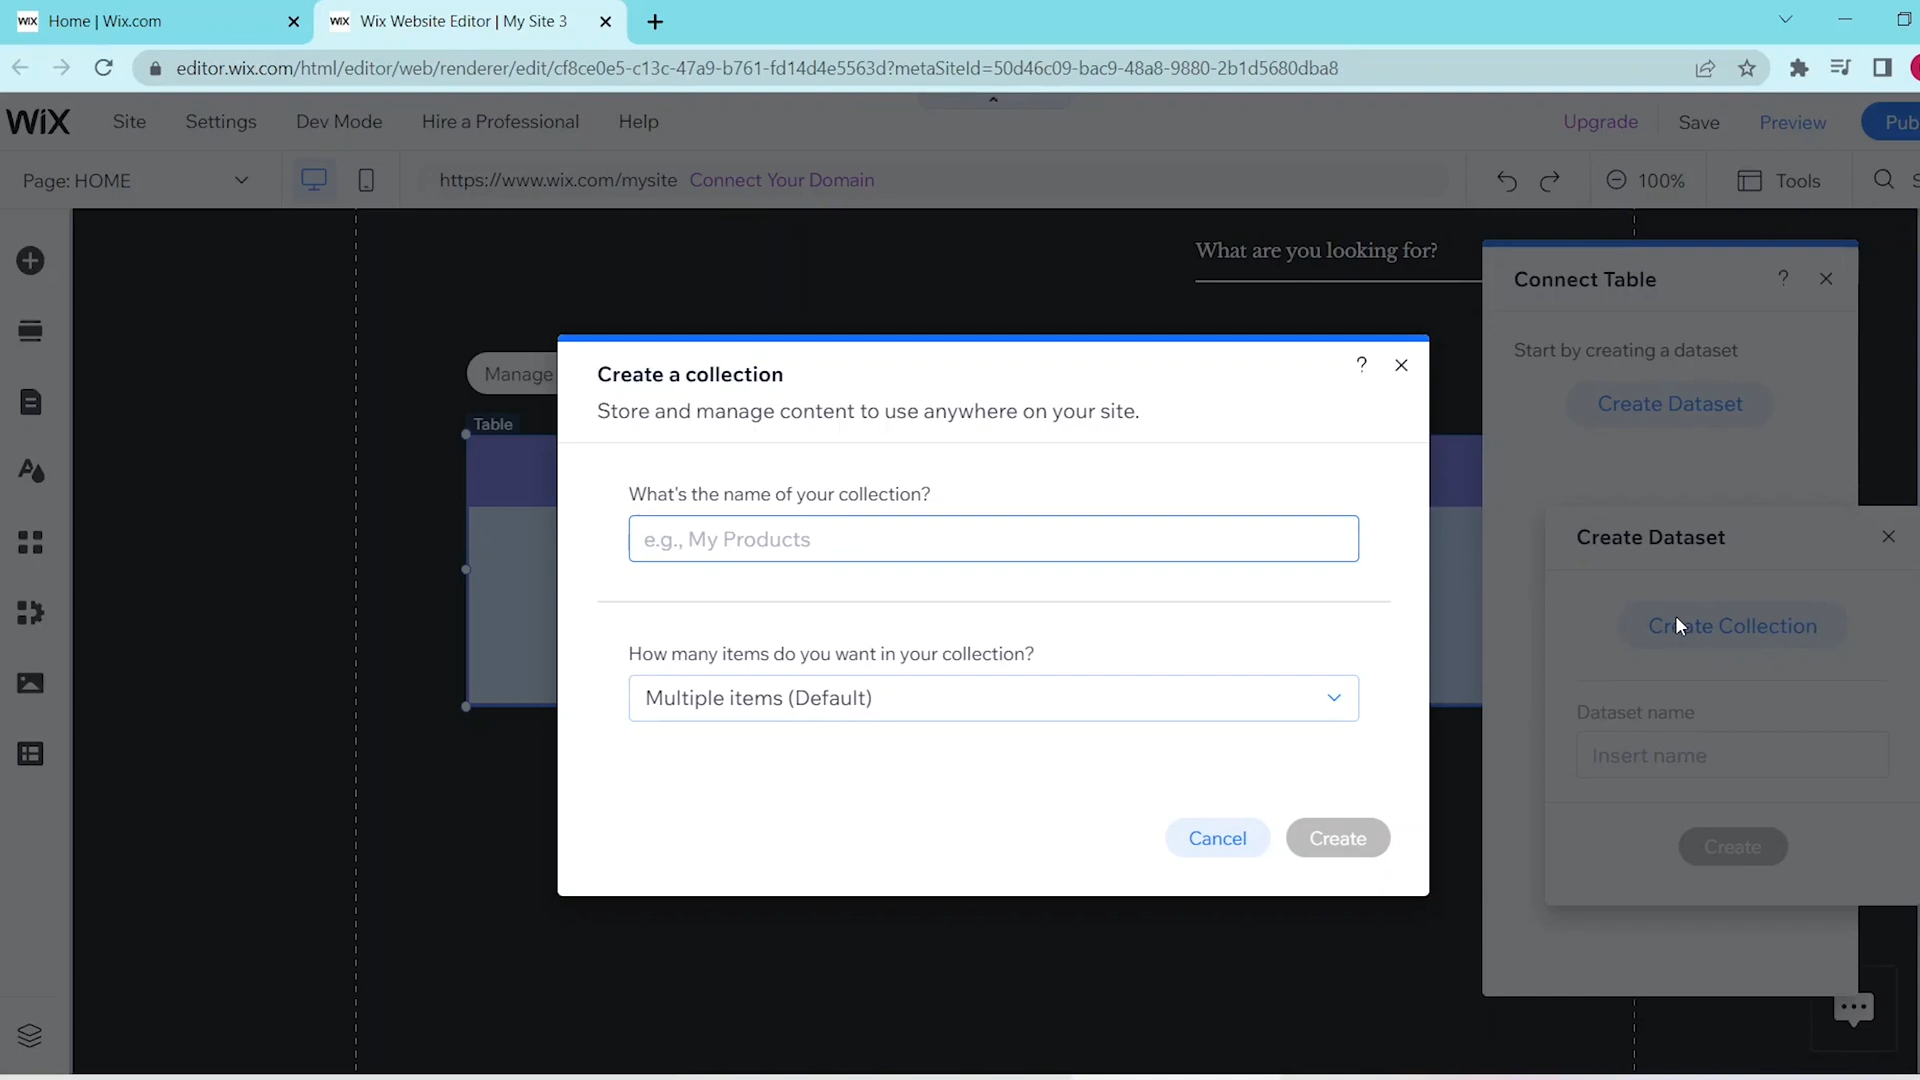 WIX Home | Wix.com
WIX Wix Website Editor | My Site 3
editor.wix.com/html/editor/web/renderer/edit/cf8ce0e5-c13c-47a9-b761-fd14d4e5563d?metaSiteId=50d46c09-bac9-48a8-9880-2b1d5680dba8
WiX Site Settings Dev Mode Hire a Professional Help Upgrade Save Preview Pub
Page: HOME https://www.wix.com/mysite Connect Your Domain 100% Tools S
What are you looking for?
Connect Table ?
Start by creating a dataset
Create Dataset
Manage
Table
Create a collection ?
Store and manage content to use anywhere on your site.
What's the name of your collection?
e.g., My Products
How many items do you want in your collection?
Multiple items (Default)
Cancel Create
Create Dataset
Create Collection
Dataset name
Insert name
Create